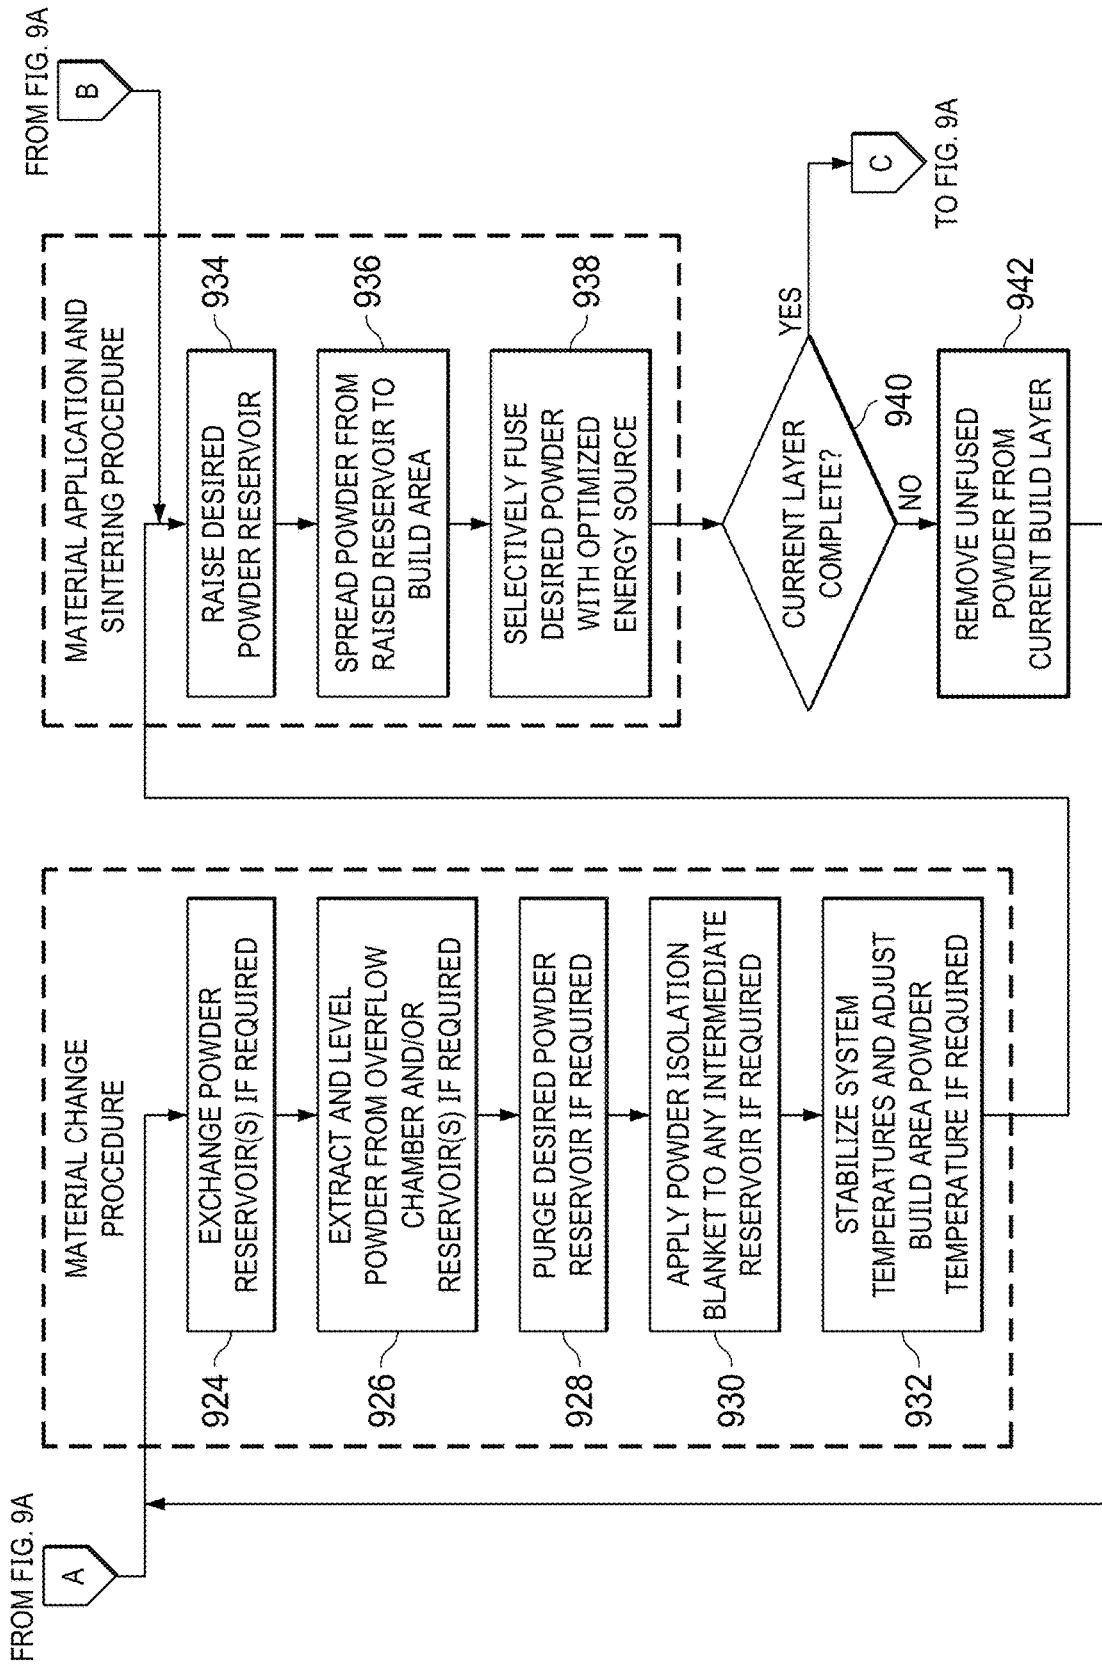 FROM FIG. 9A
A
MATERIAL CHANGE
PROCEDURE
924
EXCHANGE POWDER
RESERVOIR(S) IF REQUIRED
926
EXTRACT AND LEVEL
POWDER FROM OVERFLOW
CHAMBER AND/OR
RESERVOIR(S) IF REQUIRED
928
PURGE DESIRED POWDER
RESERVOIR IF REQUIRED
930
APPLY POWDER ISOLATION
BLANKET TO ANY INTERMEDIATE
RESERVOIR IF REQUIRED
932
STABILIZE SYSTEM
TEMPERATURES AND ADJUST
BUILD AREA POWDER
TEMPERATURE IF REQUIRED
FROM FIG. 9A
B
MATERIAL APPLICATION AND
SINTERING PROCEDURE
RAISE DESIRED
POWDER RESERVOIR
934
SPREAD POWDER FROM
RAISED RESERVOIR TO
BUILD AREA
936
SELECTIVELY FUSE
DESIRED POWDER
WITH OPTIMIZED
ENERGY SOURCE
938
CURRENT LAYER
COMPLETE?
940
YES
C
TO FIG. 9A
NO
REMOVE UNFUSED
POWDER FROM
CURRENT BUILD LAYER
942